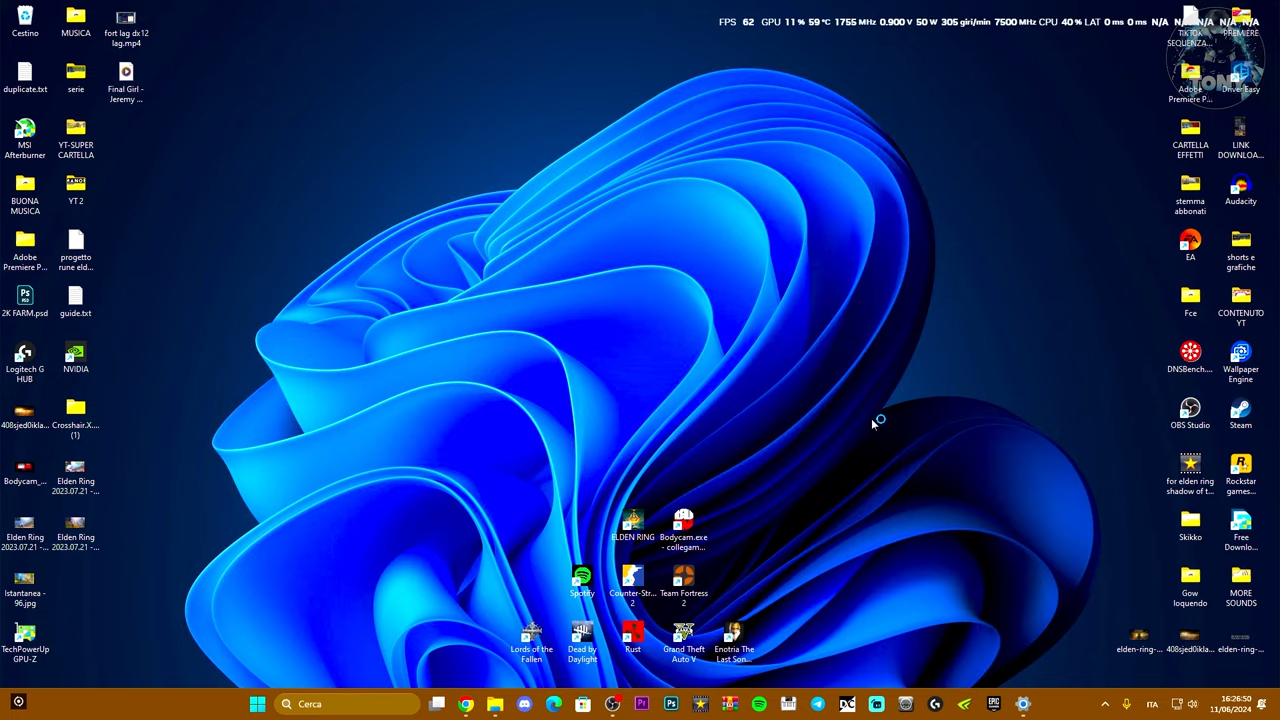 FPS 62 GPU 11 % 59 °C 1755 MHz 0.900 V 50 W 305 giri/min 7500 MHz CPU 40 % LAT 0 ms 0 ms N/A N/A N/A N/A N/A
Cestino
MUSICA
fort lag dx12
lag.mp4
TIKTOK
SEQUENZA...
PREMIERE
TONY
duplicate.txt
serie
Final Girl -
Jeremy ...
Adobe
Premiere P...
Driver Easy
MSI
Afterburner
YT-SUPER
CARTELLA
CARTELLA
EFFETTI
LINK
DOWNLOA...
BUONA
MUSICA
YT 2
stemma
abbonati
Audacity
Adobe
Premiere P...
progetto
rune eld...
EA
shorts e
grafiche
2K FARM.psd
guide.txt
Fce
CONTENUTO
YT
Logitech G
HUB
NVIDIA
DNSBench....
Wallpaper
Engine
408sjed0ikla...
Crosshair.X....
(1)
OBS Studio
Steam
Bodycam_...
Elden Ring
2023.07.21 -...
for elden ring
shadow of t...
Rockstar
games...
Elden Ring
2023.07.21 -...
Elden Ring
2023.07.21 -...
ELDEN RING
Bodycam.exe
- collegam...
Skikko
Free
Downlo...
Istantanea -
96.jpg
Spotify
Counter-Str...
2
Team Fortress
2
Gow
loquendo
MORE
SOUNDS
TechPowerUp
GPU-Z
Lords of the
Fallen
Dead by
Daylight
Rust
Grand Theft
Auto V
Enotria The
Last Son...
elden-ring-...
408sjed0ikla...
elden-ring-...
Cerca
ITA
16:26:50
11/06/2024